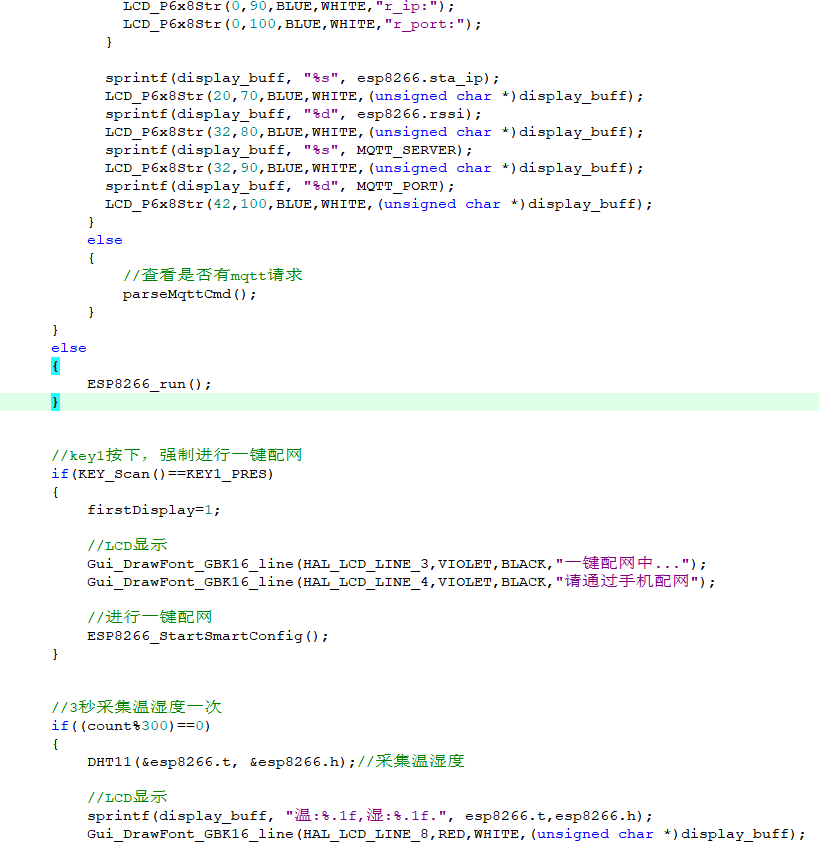 LCD_P6x8Str(0,90,BLUE,WHITE,"r_ip:");
LCD_P6x8Str(0,100,BLUE,WHITE,"r_port:");
}
sprintf(display_buff, "%s", esp8266.sta_ip);
LCD_P6x8Str(20,70,BLUE,WHITE,(unsigned char *)display_buff);
sprintf(display_buff, "%d", esp8266.rssi);
LCD_P6x8Str(32,80,BLUE,WHITE,(unsigned char *)display_buff);
sprintf(display_buff, "%s", MQTT_SERVER);
LCD_P6x8Str(32,90,BLUE,WHITE,(unsigned char *)display_buff);
sprintf(display_buff, "%d", MQTT_PORT);
LCD_P6x8Str(42,100,BLUE,WHITE,(unsigned char *)display_buff);
}
else
{
//查看是否有mqtt请求
parseMqttCmd();
}
}
else
{
ESP8266_run();
}
//key1按下，强制进行一键配网
if(KEY_Scan()==KEY1_PRES)
{
firstDisplay=1;
//LCD显示
Gui_DrawFont_GBK16_line(HAL_LCD_LINE_3,VIOLET,BLACK,"一键配网中...");
Gui_DrawFont_GBK16_line(HAL_LCD_LINE_4,VIOLET,BLACK,"请通过手机配网");
//进行一键配网
ESP8266_StartSmartConfig();
}
//3秒采集温湿度一次
if((count%300)==0)
{
DHT11(&esp8266.t, &esp8266.h);//采集温湿度
//LCD显示
sprintf(display_buff, "温:%.1f,湿:%.1f.", esp8266.t,esp8266.h);
Gui_DrawFont_GBK16_line(HAL_LCD_LINE_8,RED,WHITE,(unsigned char *)display_buff);